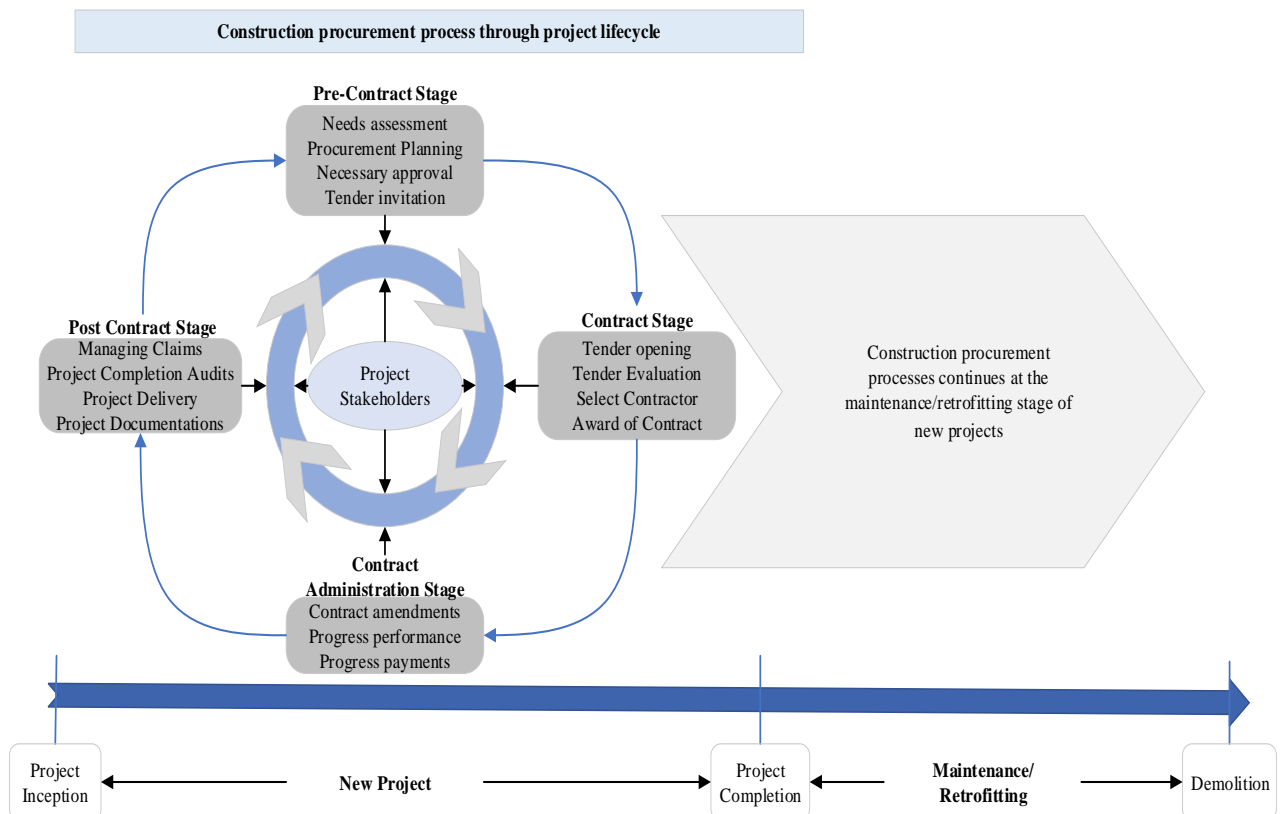 Construction procurement process through project lifecycle
Pre-Contract Stage
Needs assessment
Procurement Planning
Necessary approval
Tender invitation
Post Contract Stage
Managing Claims
Project Completion Audits
Project Delivery
Project Documentations
Project
Stakeholders
Contract Stage
Tender opening
Tender Evaluation
Select Contractor
Award of Contract
Construction procurement
processes continues at the
maintenance/retrofitting stage of
new projects
Contract
Administration Stage
Contract amendments
Progress performance
Progress payments
Project
Inception
New Project
Project
Completion
Maintenance/
Retrofitting
Demolition